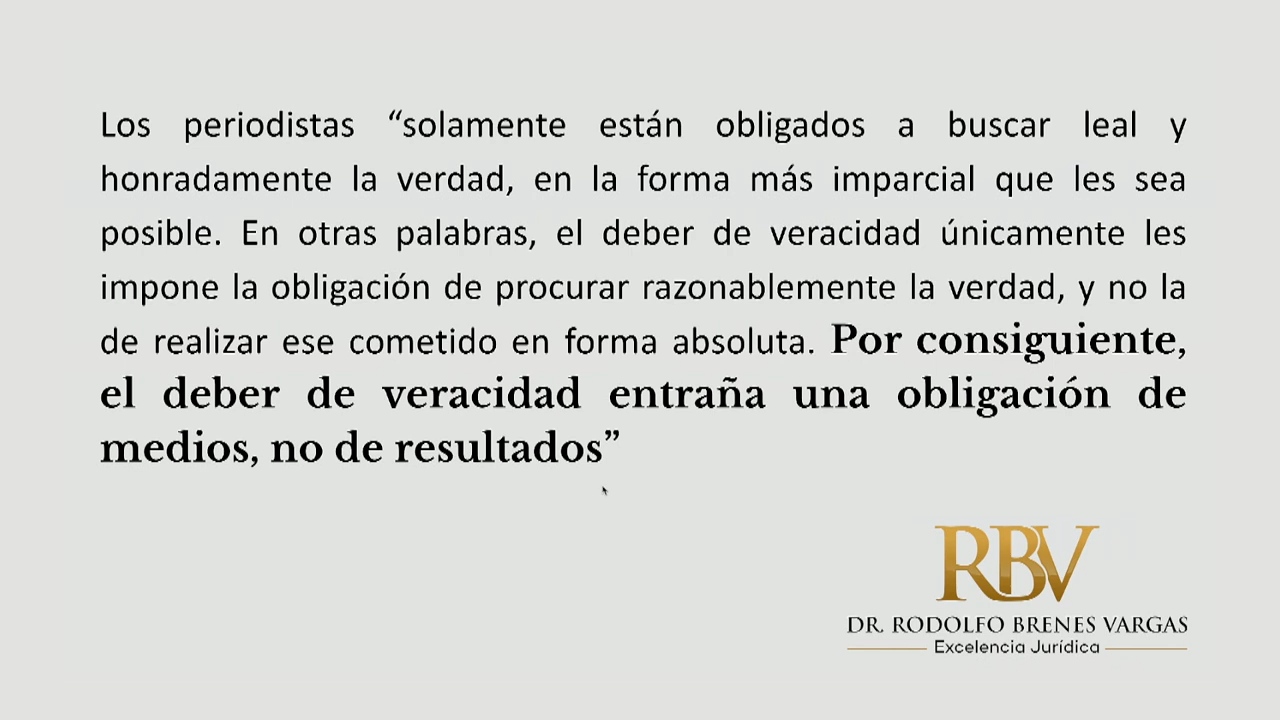 Los periodistas “solamente están obligados a buscar leal y
honradamente la verdad, en la forma más imparcial que les sea
posible. En otras palabras, el deber de veracidad únicamente les
impone la obligación de procurar razonablemente la verdad, y no la
de realizar ese cometido en forma absoluta. Por consiguiente,
el deber de veracidad entraña una obligación de
medios, no de resultados”
RBV
DR. RODOLFO BRENES VARGAS
Excelencia Jurídica